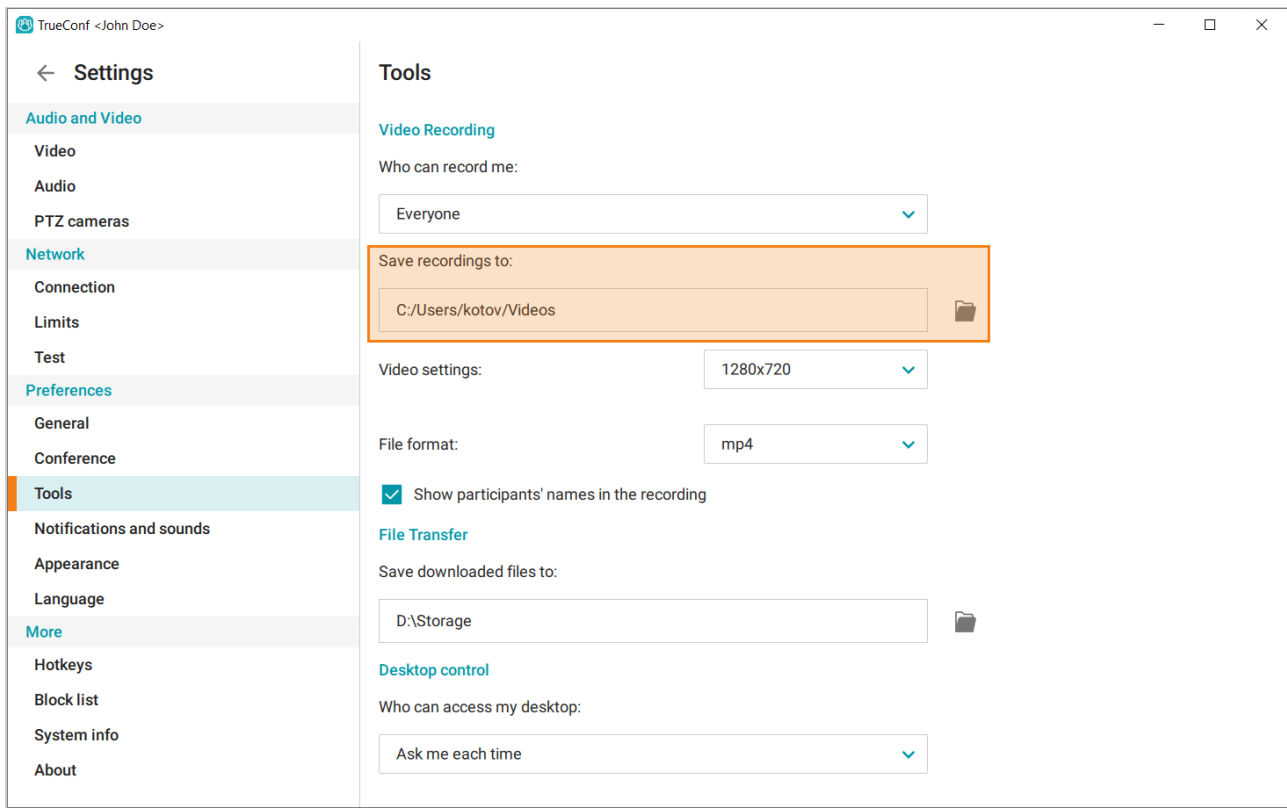 TrueConf <John Doe>
Settings
Audio and Video
Video
Audio
PTZ cameras
Network
Connection
Limits
Test
Preferences
General
Conference
Tools
Notifications and sounds
Appearance
Language
More
Hotkeys
Block list
System info
About
Tools
Video Recording
Who can record me:
Everyone
Save recordings to:
C:/Users/kotov/Videos
Video settings:
1280x720
File format:
mp4
Show participants' names in the recording
File Transfer
Save downloaded files to:
D:\Storage
Desktop control
Who can access my desktop:
Ask me each time